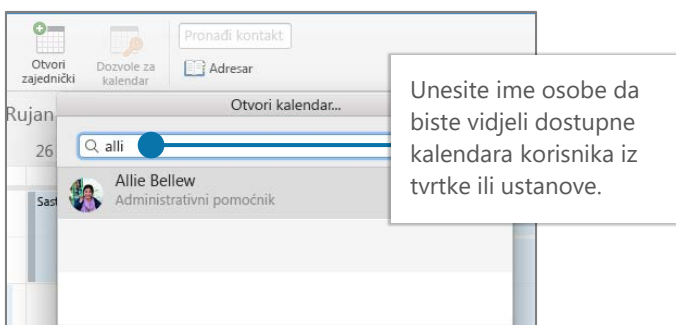 Pronađi kontakt
Otvori
zajednički
Dozvole za
kalendar
Adresar
Rujan
Otvori kalendar...
26
alli
Allie Bellew
Administrativni pomoćnik
Sast
Unesite ime osobe da
biste vidjeli dostupne
kalendara korisnika iz
tvrtke ili ustanove.